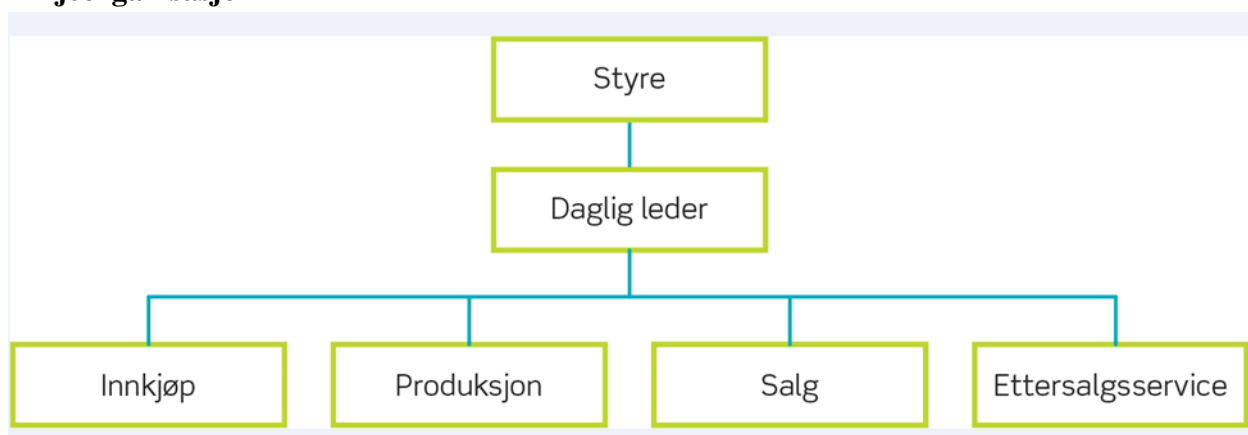 Styre
Daglig leder
Innkjøp
Produksjon
Salg
Ettersalgsservice